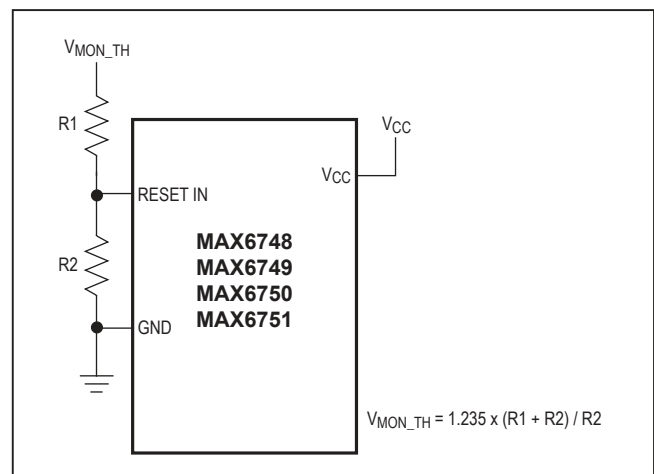 VMON_TH
R1
VCC
VCC
RESET IN
MAX6748
MAX6749
MAX6750
MAX6751
R2
GND
VMON_TH = 1.235 x (R1 + R2) / R2